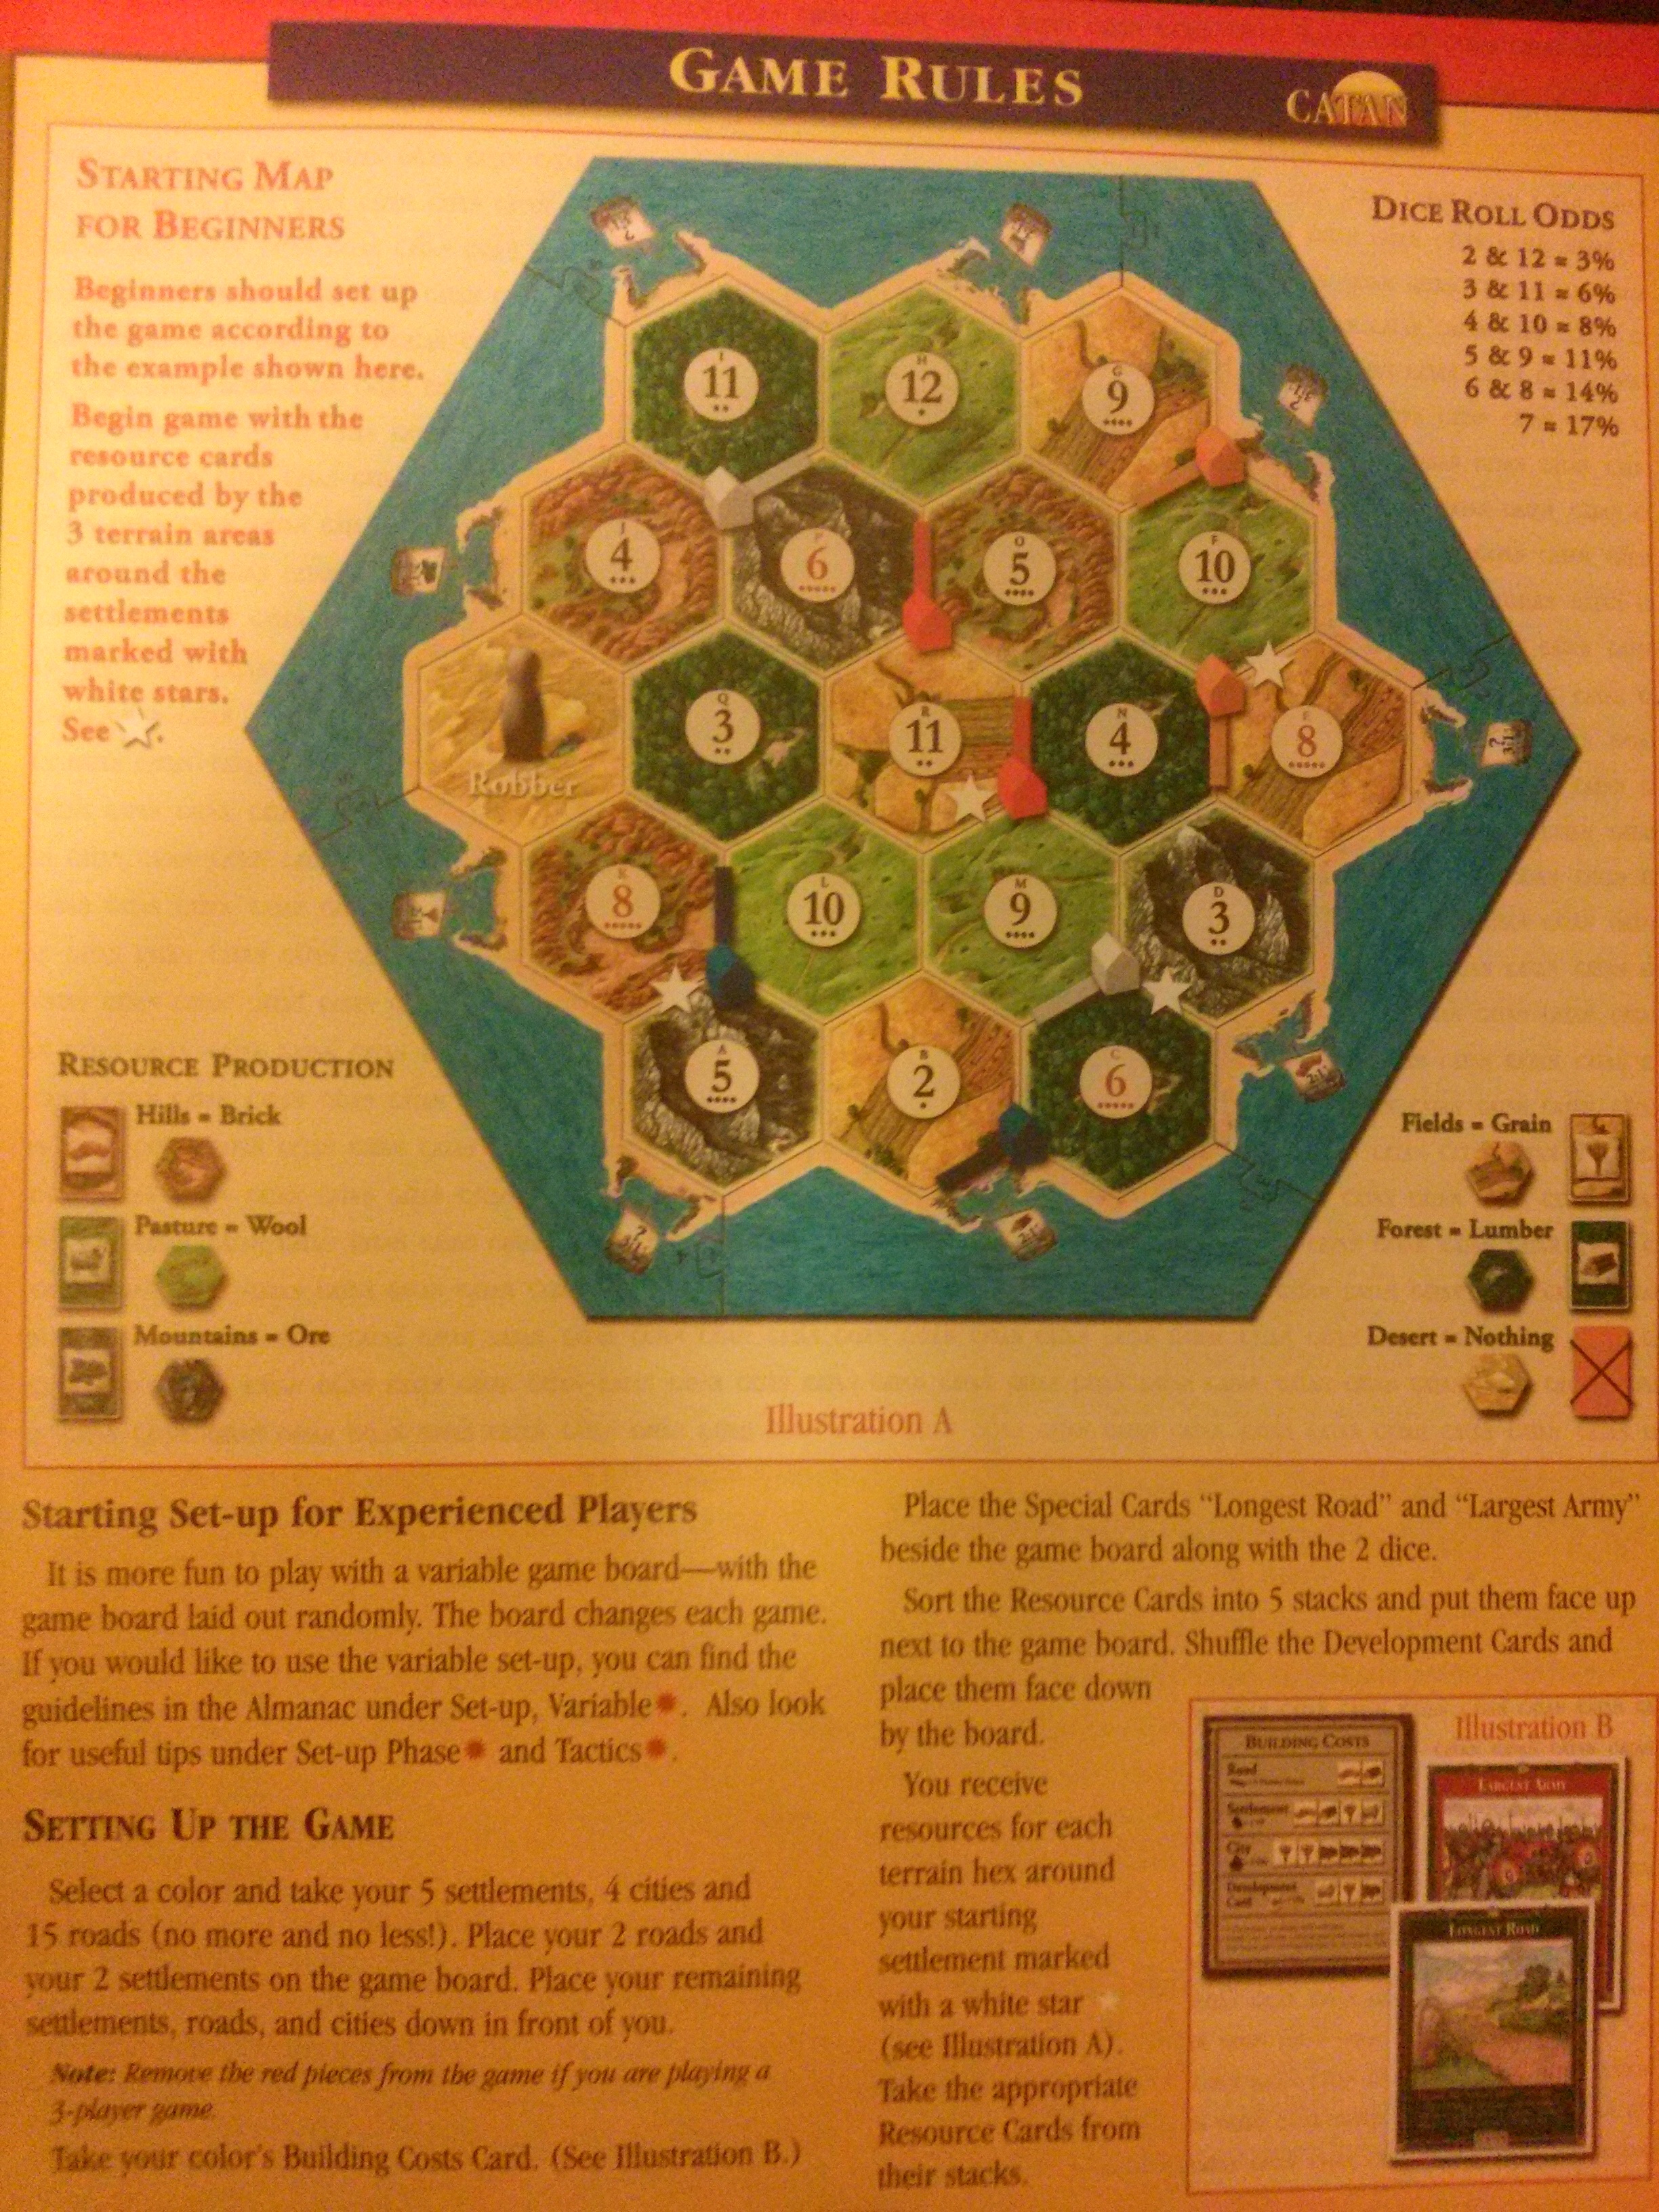 GAME RULES
CATAN
STARTING MAP
FOR BEGINNERS
Beginners should set up
the game according to
the example shown here.
Begin game with the
resource cards
produced by the
3 terrain areas
around the
settlements
marked with
white stars.
See ☆.
DICE ROLL ODDS
2 & 12 = 3%
3 & 11 = 6%
4 & 10 = 8%
5 & 9 = 11%
6 & 8 = 14%
7 = 17%
I 11
H 12
G 9
J 4
P 6
O 5
F 10
Robber
Q 3
R 11
N 4
E 8
K 8
L 10
M 9
D 3
A 5
B 2
C 6
RESOURCE PRODUCTION
Hills = Brick
Pasture = Wool
Mountains = Ore
Fields = Grain
Forest = Lumber
Desert = Nothing
Illustration A
Starting Set-up for Experienced Players
It is more fun to play with a variable game board—with the
game board laid out randomly. The board changes each game.
If you would like to use the variable set-up, you can find the
guidelines in the Almanac under Set-up, Variable✹. Also look
for useful tips under Set-up Phase✹ and Tactics✹.
SETTING UP THE GAME
Select a color and take your 5 settlements, 4 cities and
15 roads (no more and no less!). Place your 2 roads and
your 2 settlements on the game board. Place your remaining
settlements, roads, and cities down in front of you.
Note: Remove the red pieces from the game if you are playing a
3-player game.
Take your color's Building Costs Card. (See Illustration B.)
Place the Special Cards “Longest Road” and “Largest Army”
beside the game board along with the 2 dice.
Sort the Resource Cards into 5 stacks and put them face up
next to the game board. Shuffle the Development Cards and
place them face down
by the board.
You receive
resources for each
terrain hex around
your starting
settlement marked
with a white star ★
(see Illustration A).
Take the appropriate
Resource Cards from
their stacks.
Illustration B
BUILDING COSTS
Road
Settlement
City
Development
Card
LARGEST ARMY
LONGEST ROAD